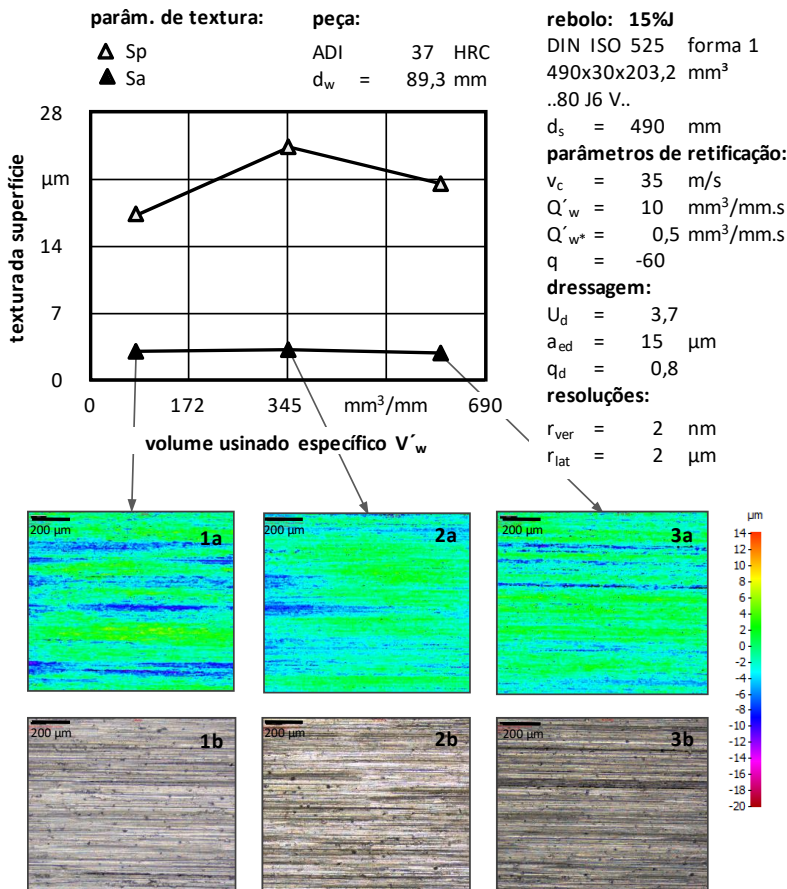 parâm. de textura:
Sp
Sa
peça:
ADI 37 HRC
dw = 89,3 mm
rebolo: 15%J
DIN ISO 525 forma 1
490x30x203,2 mm³
..80 J6 V..
ds = 490 mm
parâmetros de retificação:
vc = 35 m/s
Q´w = 10 mm³/mm.s
Q´w* = 0,5 mm³/mm.s
q = -60
dressagem:
Ud = 3,7
aed = 15 µm
qd = 0,8
resoluções:
rver = 2 nm
rlat = 2 µm
texturada superfície
28
µm
14
7
0
0 172 345 mm³/mm 690
volume usinado específico V´w
200 µm
1a
200 µm
2a
200 µm
3a
µm
14
12
10
8
6
4
2
0
-2
-4
-6
-8
-10
-12
-14
-16
-18
-20
200 µm
1b
200 µm
2b
200 µm
3b